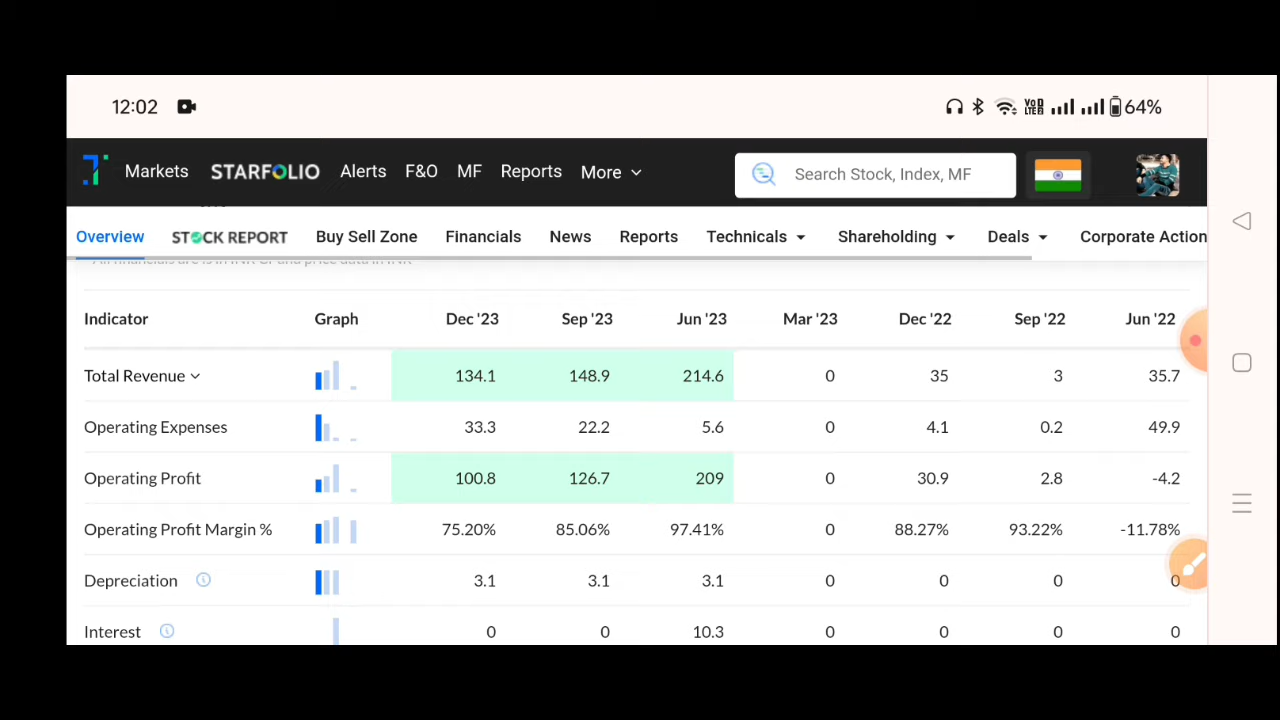 12:02 VoD LTE2 64%
Markets STARFOLIO Alerts F&O MF Reports More Search Stock, Index, MF
Overview STOCK REPORT Buy Sell Zone Financials News Reports Technicals Shareholding Deals Corporate Action
Indicator Graph Dec '23 Sep '23 Jun '23 Mar '23 Dec '22 Sep '22 Jun '22
Total Revenue 134.1 148.9 214.6 0 35 3 35.7
Operating Expenses 33.3 22.2 5.6 0 4.1 0.2 49.9
Operating Profit 100.8 126.7 209 0 30.9 2.8 -4.2
Operating Profit Margin % 75.20% 85.06% 97.41% 0 88.27% 93.22% -11.78%
Depreciation 3.1 3.1 3.1 0 0 0 0
Interest 0 0 10.3 0 0 0 0